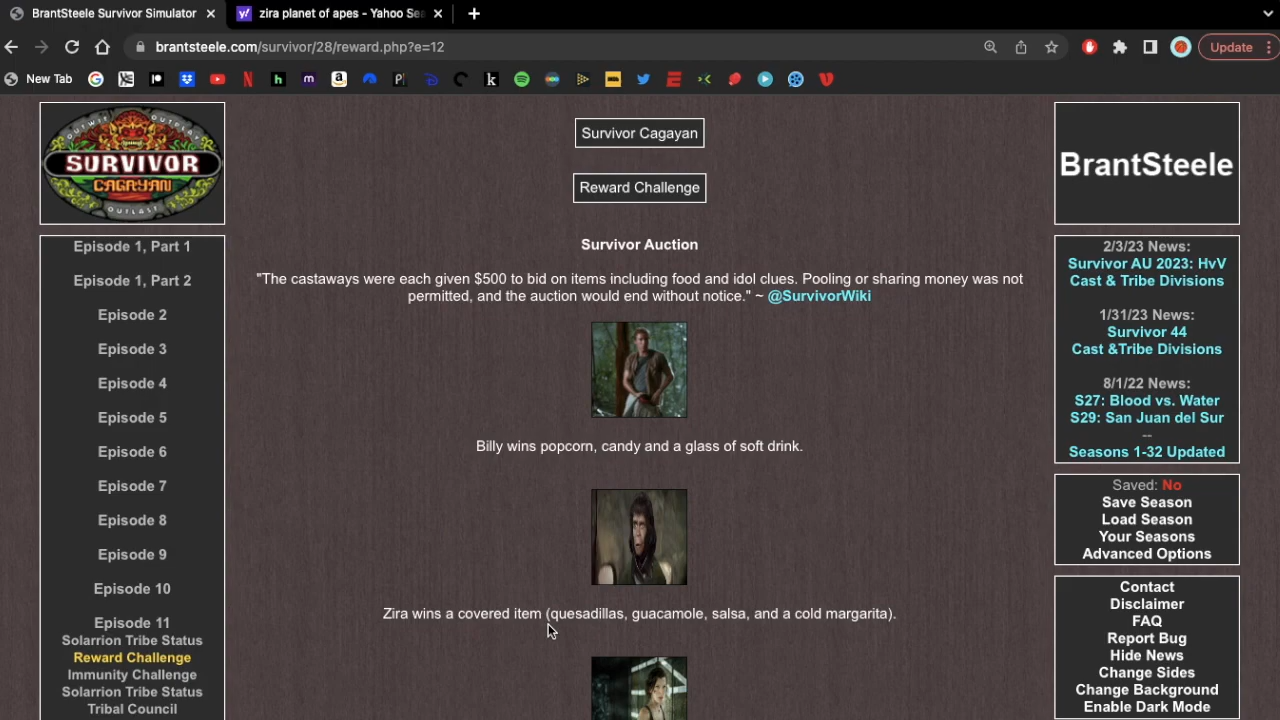 BrantSteele Survivor Simulator
zira planet of apes - Yahoo Sea
brantsteele.com/survivor/28/reward.php?e=12
Update
New Tab
OUTWIT OUTPLAY
SURVIVOR
CAGAYAN
OUTLAST
Episode 1, Part 1
Episode 1, Part 2
Episode 2
Episode 3
Episode 4
Episode 5
Episode 6
Episode 7
Episode 8
Episode 9
Episode 10
Episode 11
Solarrion Tribe Status
Reward Challenge
Immunity Challenge
Solarrion Tribe Status
Tribal Council
Survivor Cagayan
Reward Challenge
Survivor Auction
"The castaways were each given $500 to bid on items including food and idol clues. Pooling or sharing money was not
permitted, and the auction would end without notice." ~ @SurvivorWiki
Billy wins popcorn, candy and a glass of soft drink.
Zira wins a covered item (quesadillas, guacamole, salsa, and a cold margarita).
BrantSteele
2/3/23 News:
Survivor AU 2023: HvV
Cast & Tribe Divisions
1/31/23 News:
Survivor 44
Cast &Tribe Divisions
8/1/22 News:
S27: Blood vs. Water
S29: San Juan del Sur
--
Seasons 1-32 Updated
Saved: No
Save Season
Load Season
Your Seasons
Advanced Options
Contact
Disclaimer
FAQ
Report Bug
Hide News
Change Sides
Change Background
Enable Dark Mode